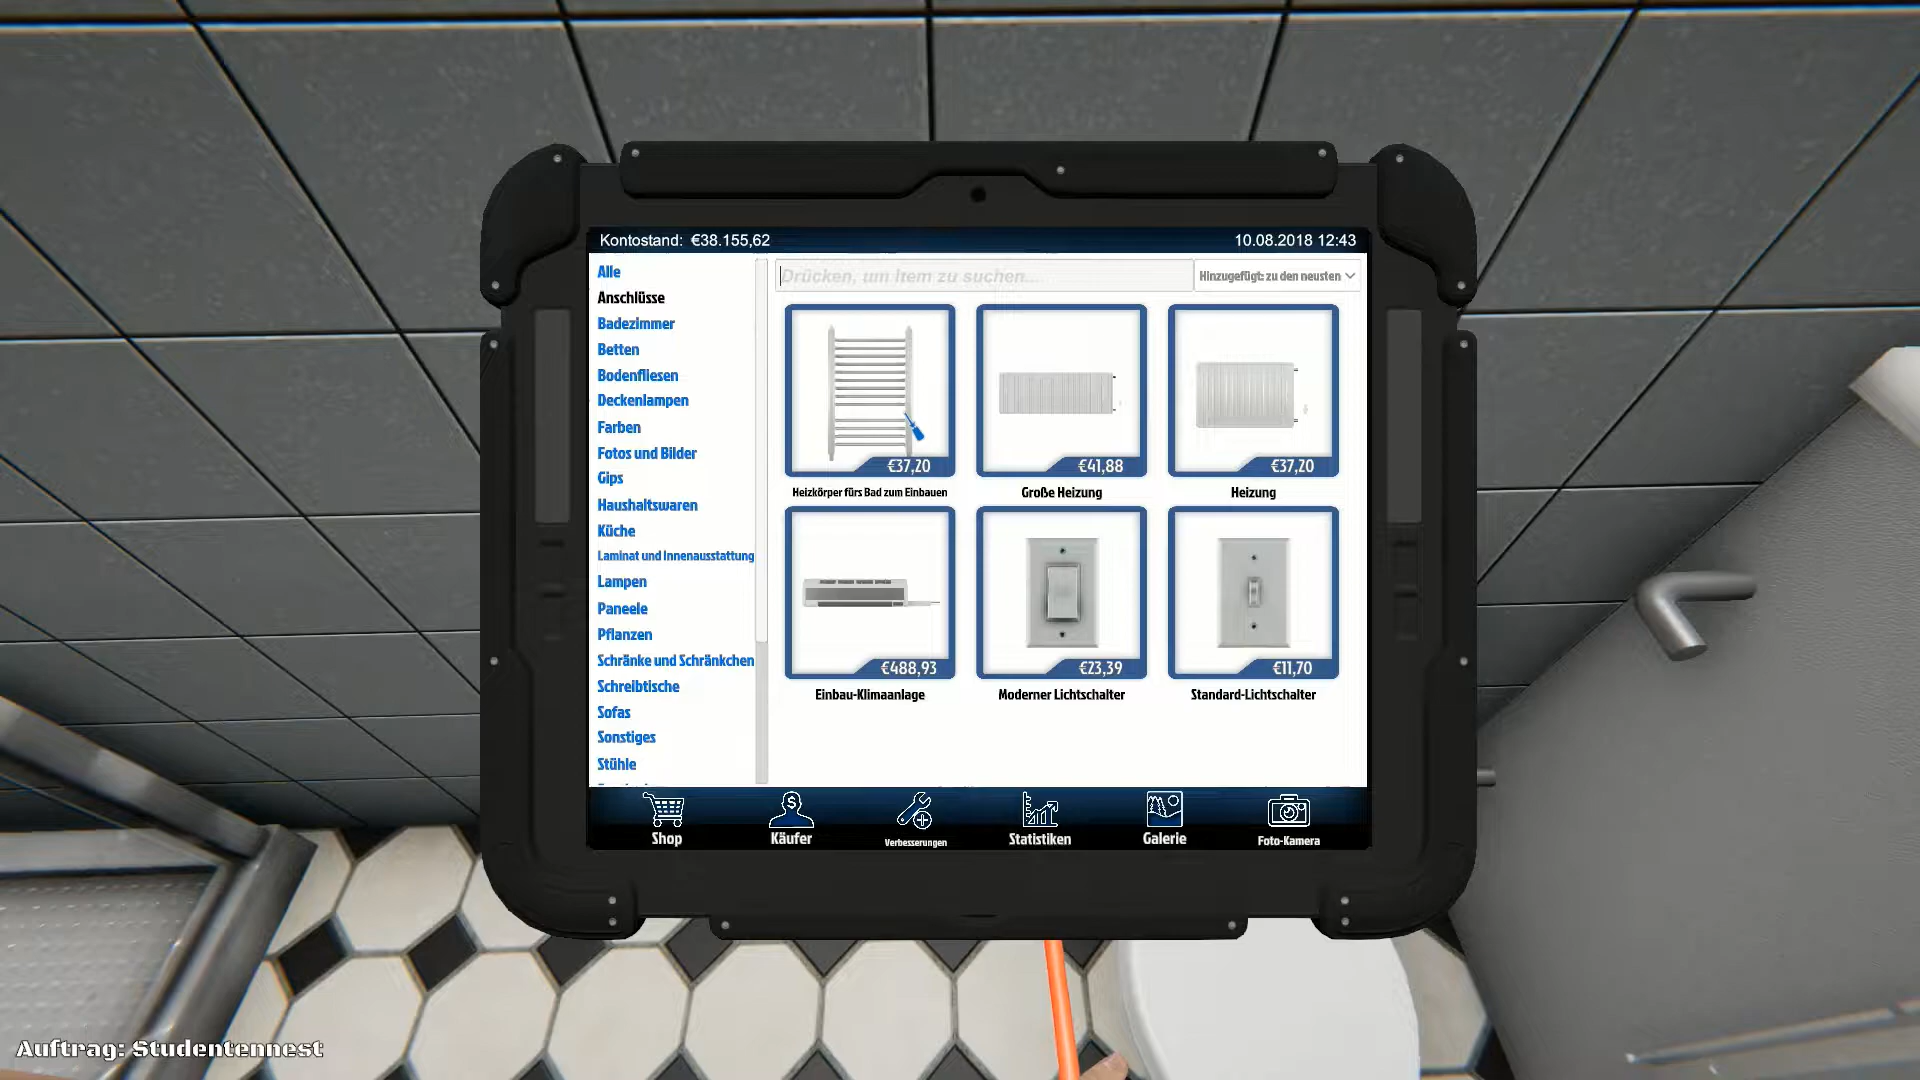 Kontostand: €38.155,62
10.08.2018 12:43
Alle
Anschlüsse
Badezimmer
Betten
Bodenfliesen
Deckenlampen
Farben
Fotos und Bilder
Gips
Haushaltswaren
Küche
Laminat und Innenausstattung
Lampen
Paneele
Pflanzen
Schränke und Schränkchen
Schreibtische
Sofas
Sonstiges
Stühle
Drücken, um Item zu suchen...
Hinzugefügt: zu den neusten
€37,20
€41,88
€37,20
Heizkörper fürs Bad zum Einbauen
Große Heizung
Heizung
€488,93
€23,39
€11,70
Einbau-Klimaanlage
Moderner Lichtschalter
Standard-Lichtschalter
Shop
Käufer
Verbesserungen
Statistiken
Galerie
Foto-Kamera
Auftrag: Studentennest